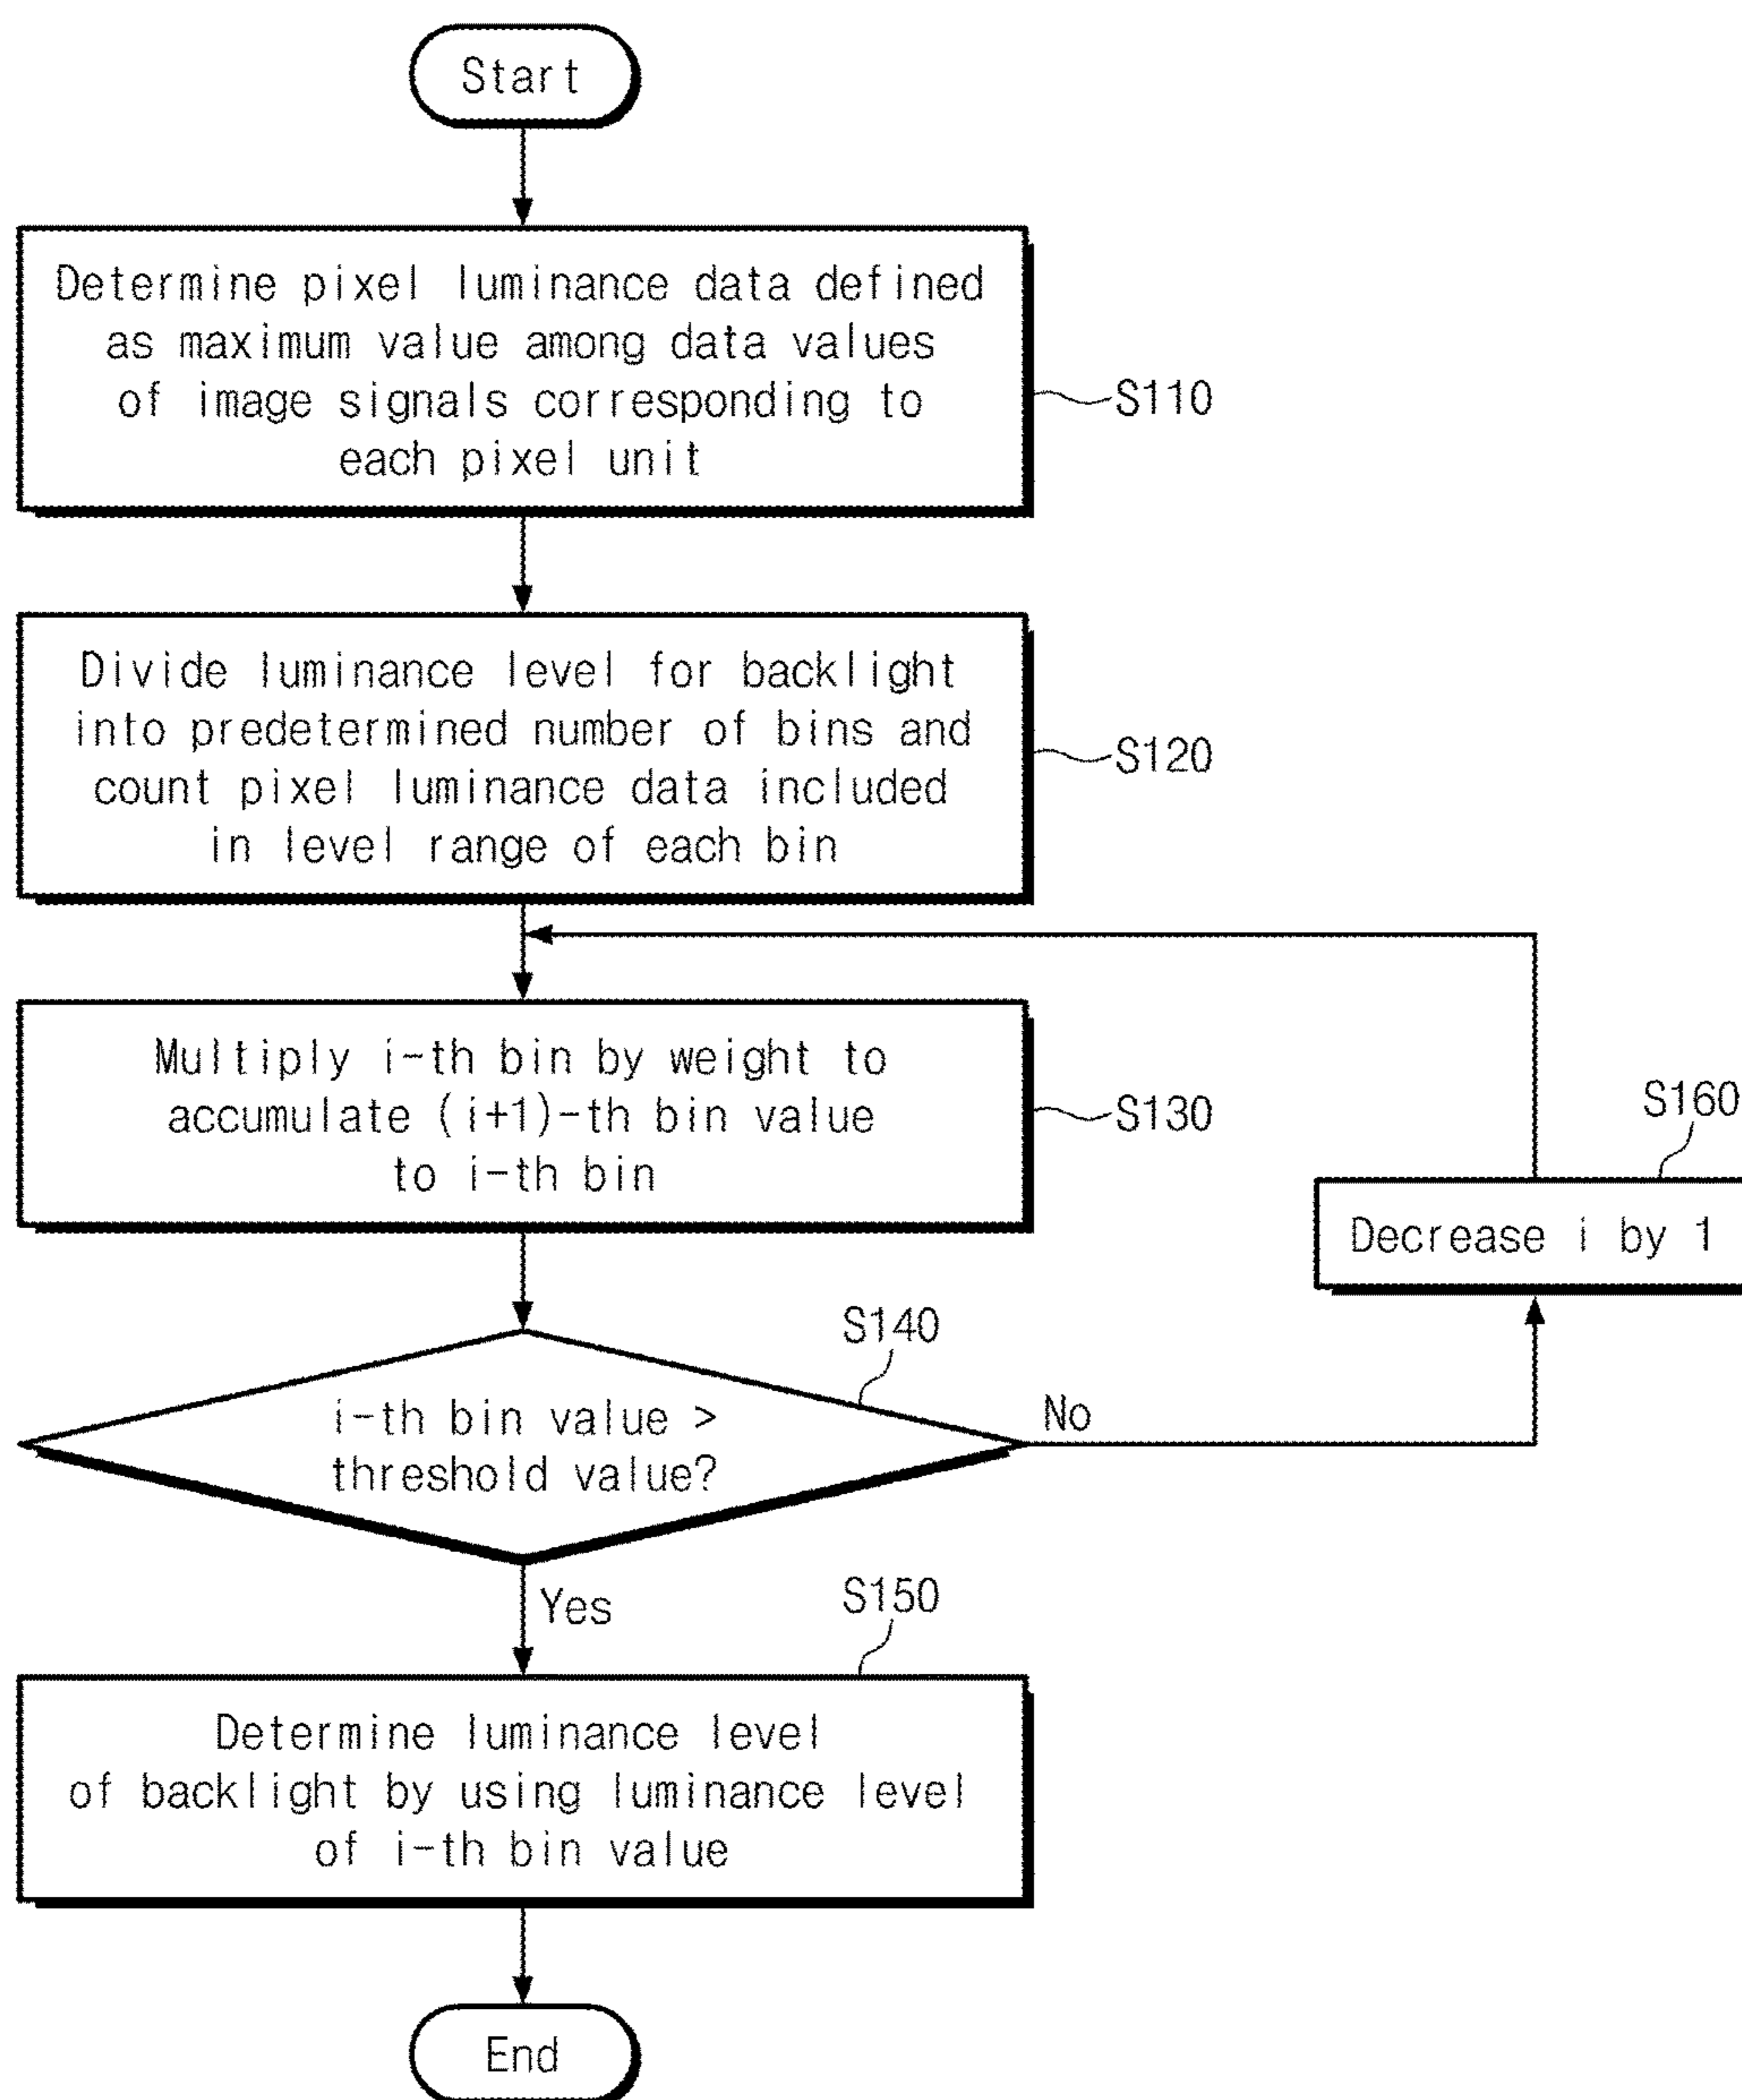 Start
Determine pixel luminance data defined
as maximum value among data values
of image signals corresponding to
each pixel unit
S110
Divide luminance level for backlight
into predetermined number of bins and
count pixel luminance data included
in level range of each bin
S120
Multiply i-th bin by weight to
accumulate (i+1)-th bin value
to i-th bin
S130
S160
Decrease i by 1
S140
i-th bin value >
threshold value?
No
Yes
S150
Determine luminance level
of backlight by using luminance level
of i-th bin value
End